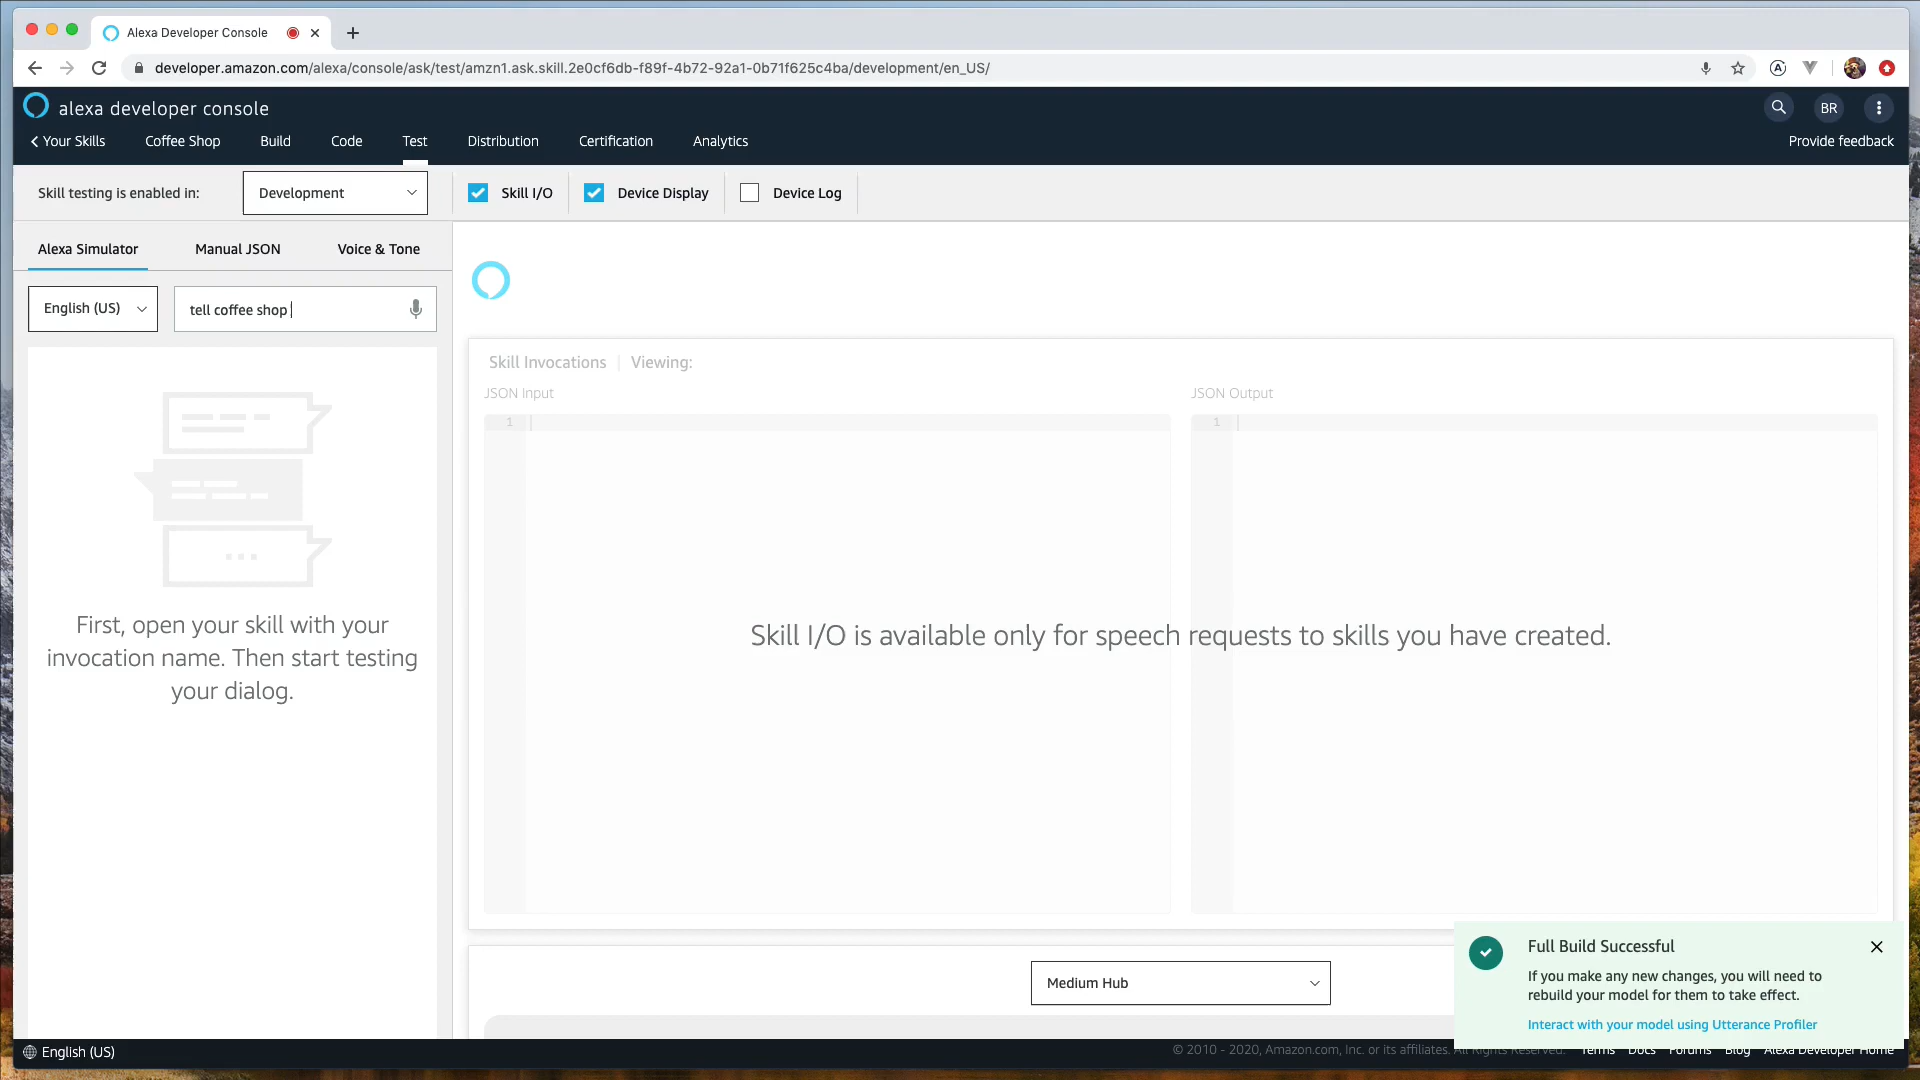 Alexa Developer Console
developer.amazon.com/alexa/console/ask/test/amzn1.ask.skill.2e0cf6db-f89f-4b72-92a1-0b71f625c4ba/development/en_US/
alexa developer console
BR
Your Skills
Coffee Shop
Build
Code
Test
Distribution
Certification
Analytics
Provide feedback
Skill testing is enabled in:
Development
Skill I/O
Device Display
Device Log
Alexa Simulator
Manual JSON
Voice & Tone
English (US)
tell coffee shop
First, open your skill with your
invocation name. Then start testing
your dialog.
Skill Invocations | Viewing:
JSON Input
JSON Output
1
1
Skill I/O is available only for speech requests to skills you have created.
Medium Hub
Full Build Successful
If you make any new changes, you will need to
rebuild your model for them to take effect.
Interact with your model using Utterance Profiler
English (US)
© 2010 - 2020, Amazon.com, Inc. or its affiliates. All Rights Reserved.
Terms
Docs
Forums
Blog
Alexa Developer Home